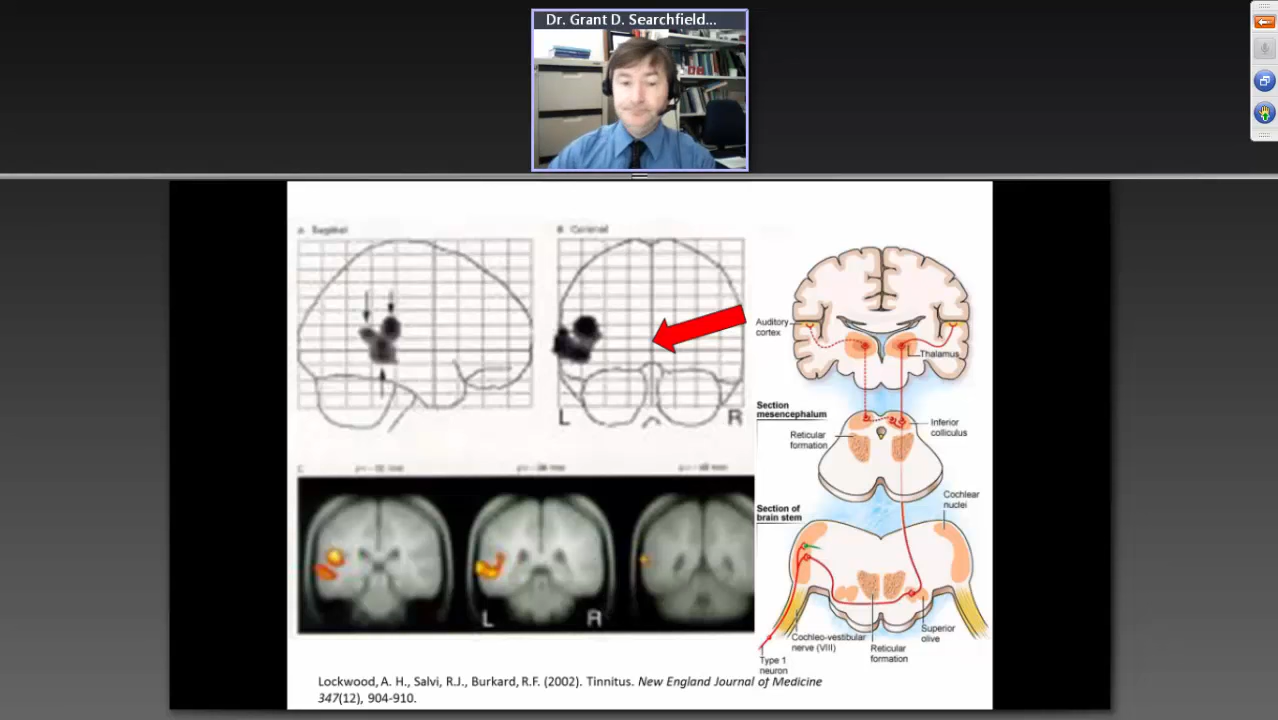 Dr. Grant D. Searchfield...
A Sagittal
B Coronal
L
R
C
L
R
Auditory
cortex
Thalamus
Section
mesencephalum
Reticular
formation
Inferior
colliculus
Section of
brain stem
Cochlear
nuclei
Cochleo-vestibular
nerve (VIII)
Superior
olive
Reticular
formation
Type 1
neuron
Lockwood, A. H., Salvi, R.J., Burkard, R.F. (2002). Tinnitus. New England Journal of Medicine
347(12), 904-910.